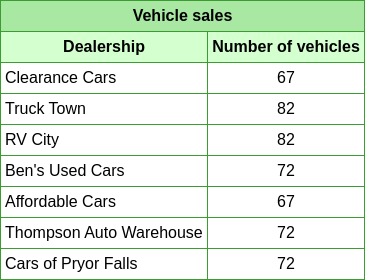 Vehicle sales
Dealership Number of vehicles
Clearance Cars 67
Truck Town 82
RV City 82
Ben's Used Cars 72
Affordable Cars 67
Thompson Auto Warehouse 72
Cars of Pryor Falls 72